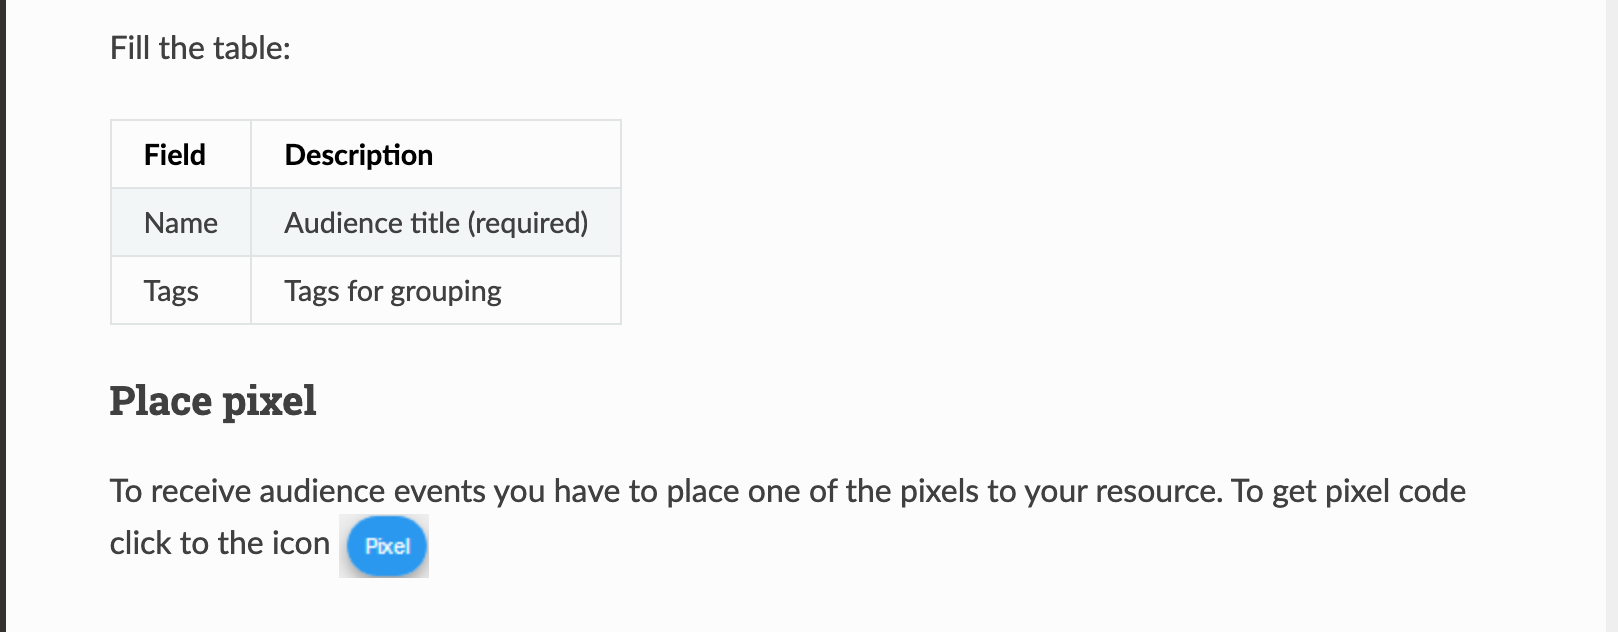 Fill the table:
Field Description
Name Audience title (required)
Tags Tags for grouping
Place pixel
To receive audience events you have to place one of the pixels to your resource. To get pixel code
click to the icon Pixel